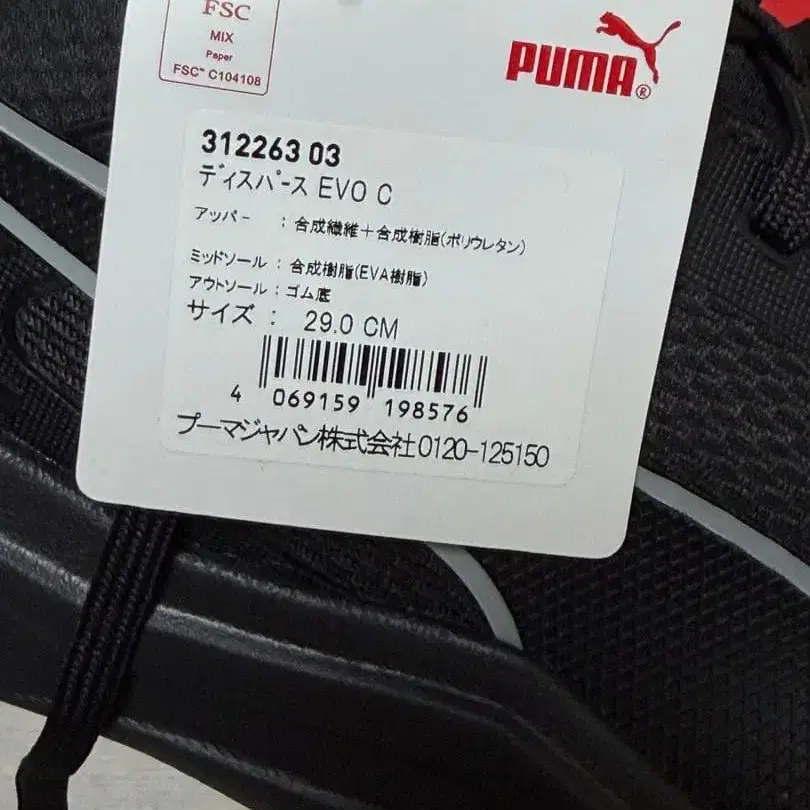 FSC
MIX
Paper
FSC™ C104108
PUMA®
312263 03
ディスパース EVO C
アッパー : 合成繊維＋合成樹脂(ポリウレタン)
ミッドソール : 合成樹脂(EVA樹脂)
アウトソール : ゴム底
サイズ : 29.0 CM
4 069159 198576
プーマジャパン株式会社 0120-125150